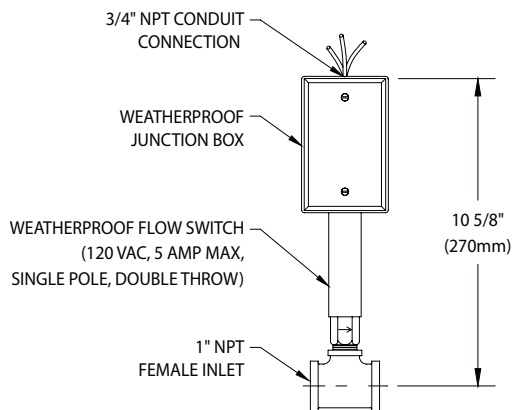 3/4" NPT CONDUIT
CONNECTION
WEATHERPROOF
JUNCTION BOX
WEATHERPROOF FLOW SWITCH
(120 VAC, 5 AMP MAX,
SINGLE POLE, DOUBLE THROW)
10 5/8"
(270mm)
1" NPT
FEMALE INLET